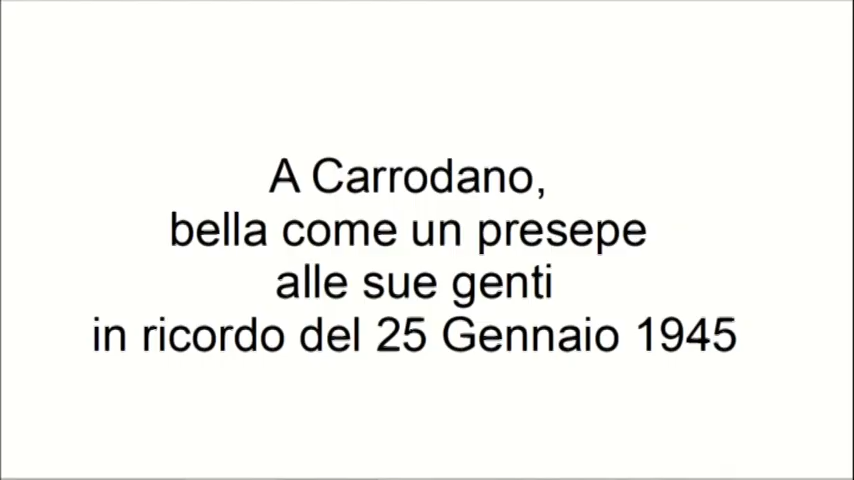 A Carrodano,
bella come un presepe
alle sue genti
in ricordo del 25 Gennaio 1945